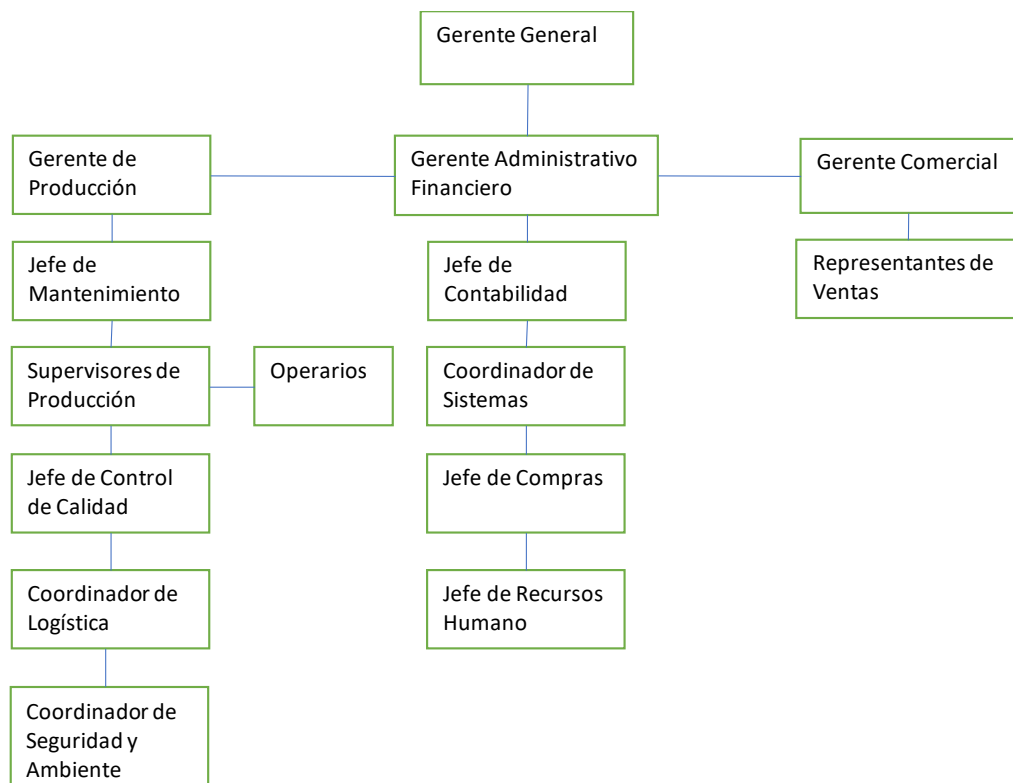 Gerente General
Gerente de
Producción
Gerente Administrativo
Financiero
Gerente Comercial
Jefe de
Mantenimiento
Jefe de
Contabilidad
Representantes de
Ventas
Supervisores de
Producción
Operarios
Coordinador de
Sistemas
Jefe de Control
de Calidad
Jefe de Compras
Coordinador de
Logística
Jefe de Recursos
Humano
Coordinador de
Seguridad y
Ambiente